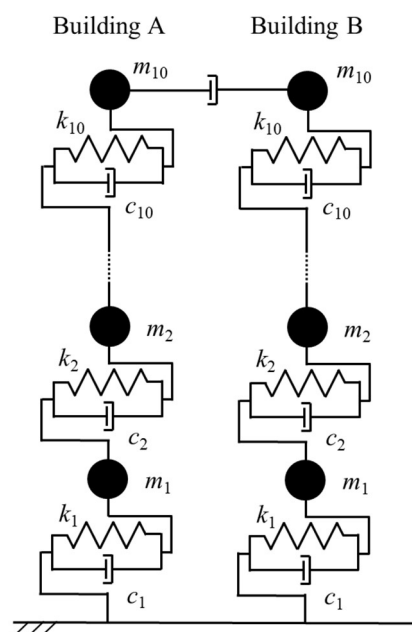 Building A Building B
m10 m10
k10 k10
c10 c10
m2 m2
k2 k2
c2 c2
m1 m1
k1 k1
c1 c1